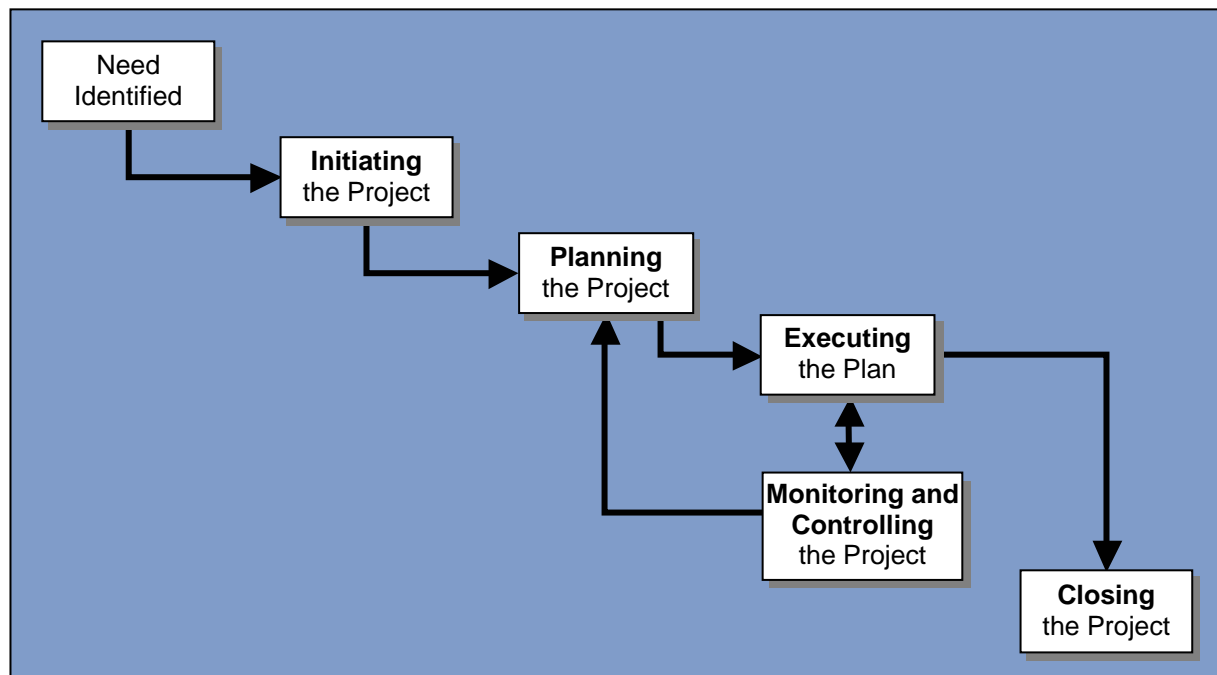 Need
Identified
Initiating
the Project
Planning
the Project
Executing
the Plan
Monitoring and
Controlling
the Project
Closing
the Project